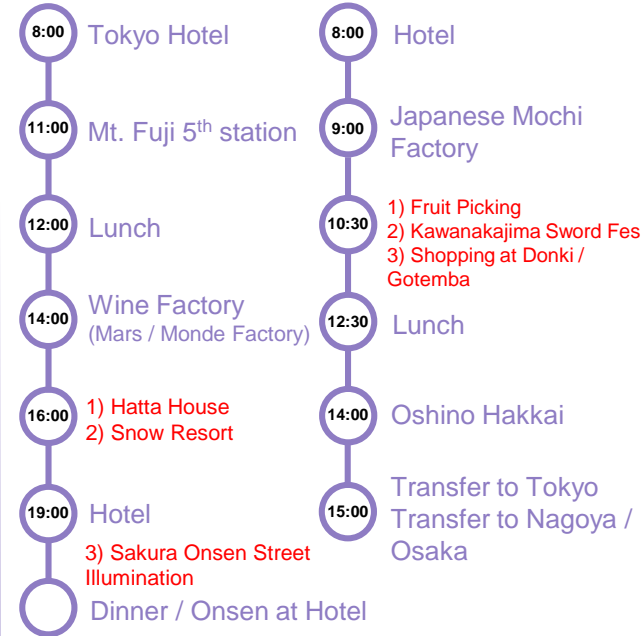 8:00 Tokyo Hotel
11:00 Mt. Fuji 5th station
12:00 Lunch
14:00 Wine Factory
(Mars / Monde Factory)
16:00 1) Hatta House
2) Snow Resort
19:00 Hotel
3) Sakura Onsen Street
Illumination
Dinner / Onsen at Hotel
8:00 Hotel
9:00 Japanese Mochi
Factory
10:30 1) Fruit Picking
2) Kawanakajima Sword Fes
3) Shopping at Donki /
Gotemba
12:30 Lunch
14:00 Oshino Hakkai
15:00 Transfer to Tokyo
Transfer to Nagoya /
Osaka